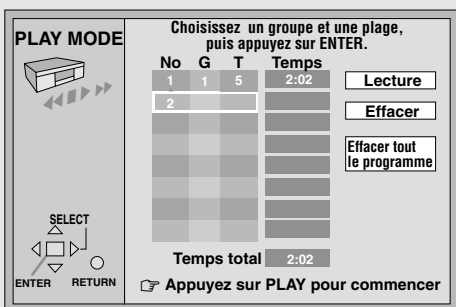 PLAY MODE
Choisissez un groupe et une plage,
puis appuyez sur ENTER.
No G T Temps
1 1 5 2:02
2
Lecture
Effacer
Effacer tout
le programme
SELECT
ENTER RETURN
Temps total 2:02
☞ Appuyez sur PLAY pour commencer